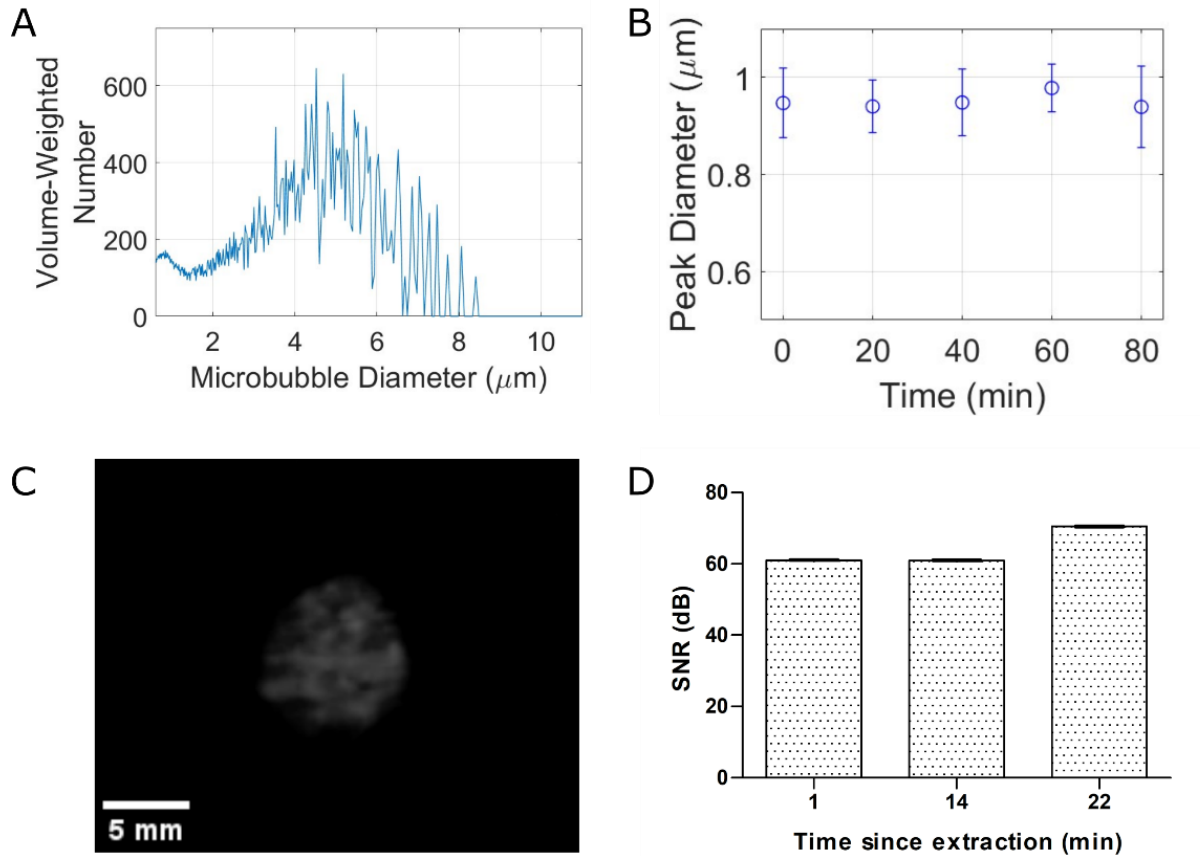 A
Volume-Weighted
Number
600
400
200
0
2 4 6 8 10
Microbubble Diameter (μm)
B
Peak Diameter (μm)
1
0.8
0.6
0 20 40 60 80
Time (min)
C
5 mm
D
SNR (dB)
80
60
40
20
0
1 14 22
Time since extraction (min)